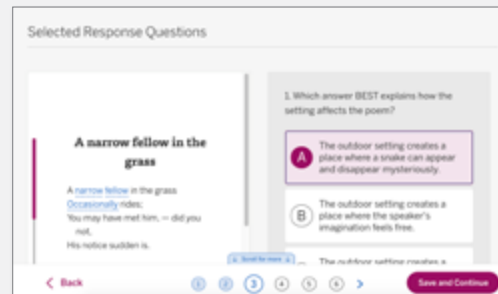 Selected Response Questions
A narrow fellow in the
grass
A narrow fellow in the grass
Occasionally rides;
You may have met him, — did you
not,
His notice sudden is.
1. Which answer BEST explains how the
setting affects the poem?
A
The outdoor setting creates a
place where a snake can appear
and disappear mysteriously.
B
The outdoor setting creates a
place where the speaker's
imagination feels free.
The outdoor setting creates a
Scroll for more
Back
1 2 3 4 5 6
Save and Continue